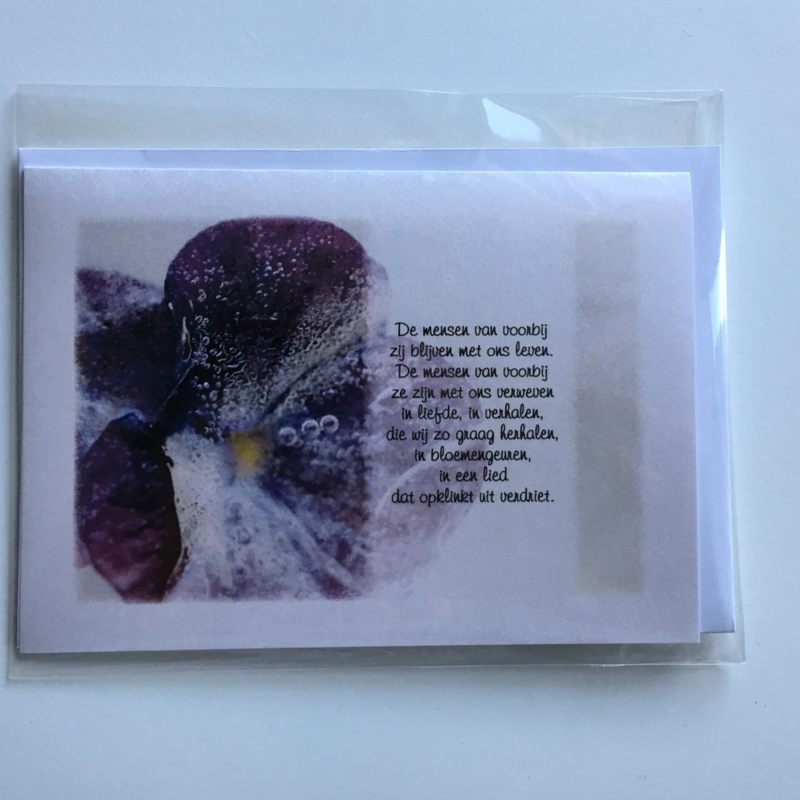 De mensen van voorbij
zij blijven met ons leven.
De mensen van voorbij
ze zijn met ons verweven
in liefde, in verhalen,
die wij zo graag herhalen,
in bloemengeuren,
in een lied
dat opklinkt uit verdriet.